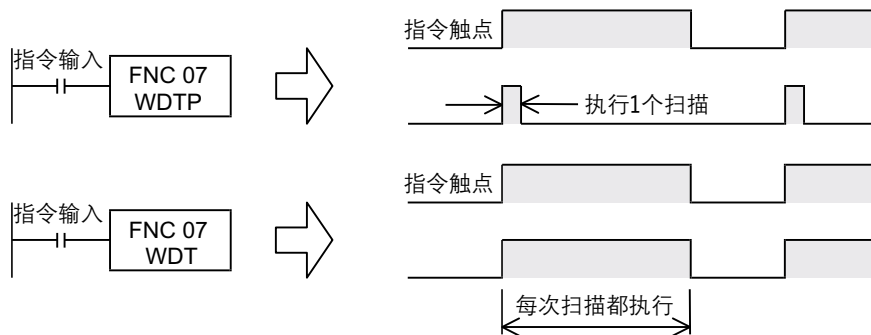 指令输入
FNC 07
WDTP
指令触点
执行1个扫描
指令输入
FNC 07
WDT
指令触点
每次扫描都执行